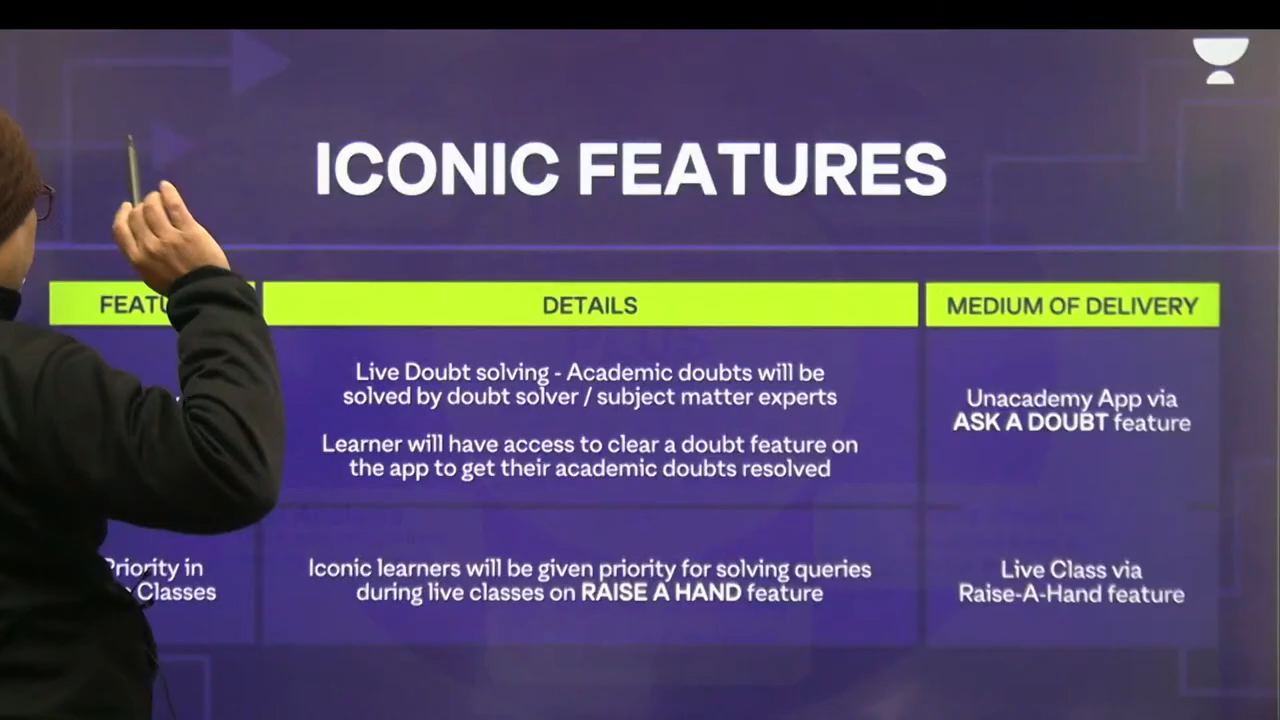 ICONIC FEATURES
DETAILS
MEDIUM OF DELIVERY
Live Doubt solving - Academic doubts will be
solved by doubt solver / subject matter experts
Learner will have access to clear a doubt feature on
the app to get their academic doubts resolved
Unacademy App via
ASK A DOUBT feature
Priority in
Classes
Iconic learners will be given priority for solving queries
during live classes on RAISE A HAND feature
Live Class via
Raise-A-Hand feature